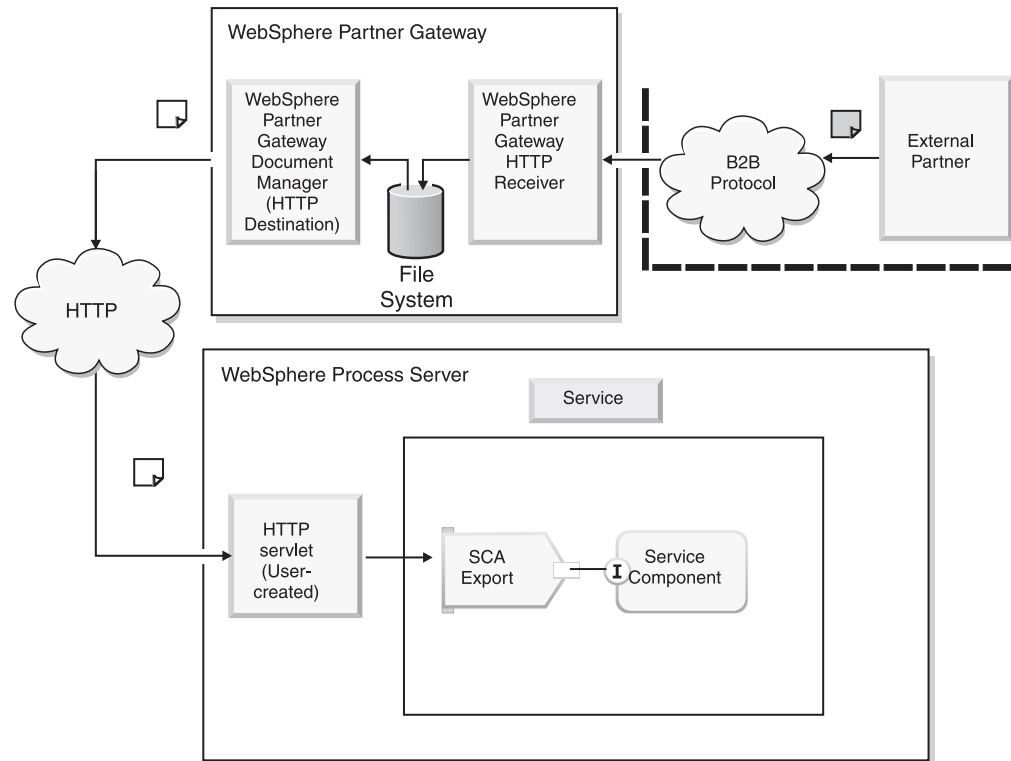 WebSphere Partner Gateway
WebSphere
Partner
Gateway
Document
Manager
(HTTP
Destination)
File
System
WebSphere
Partner
Gateway
HTTP
Receiver
B2B
Protocol
External
Partner
HTTP
WebSphere Process Server
Service
HTTP
servlet
(User-
created)
SCA
Export
I
Service
Component